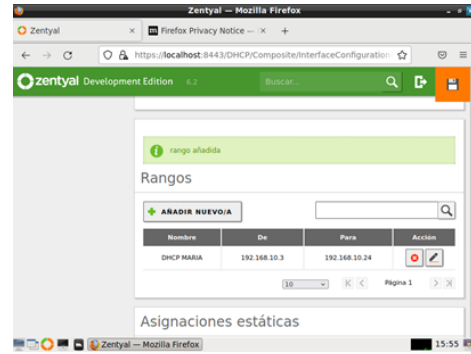 Zentyal — Mozilla Firefox
Zentyal × Firefox Privacy Notice — × +
https://localhost:8443/DHCP/Composite/InterfaceConfiguration
zentyal Development Edition 6.2 Buscar...
rango añadida
Rangos
AÑADIR NUEVO/A
Nombre De Para Acción
DHCP MARIA 192.168.10.3 192.168.10.24
10 Página 1
Asignaciones estáticas
Zentyal — Mozilla Firefox 15:55